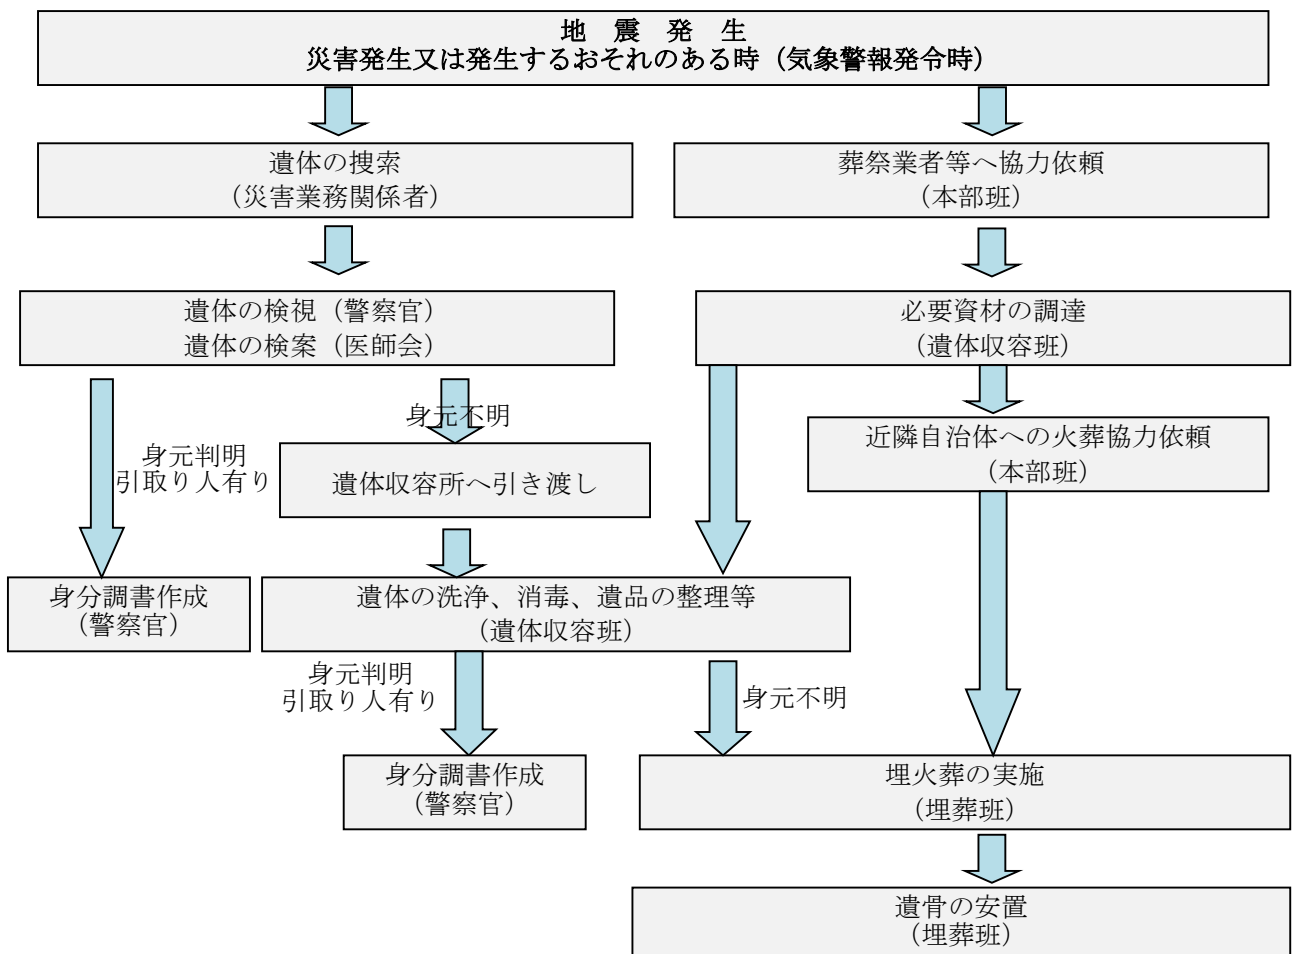 地　震　発　生
災害発生又は発生するおそれのある時（気象警報発令時）
遺体の捜索
（災害業務関係者）
葬祭業者等へ協力依頼
（本部班）
遺体の検視（警察官）
遺体の検案（医師会）
必要資材の調達
（遺体収容班）
身元不明
近隣自治体への火葬協力依頼
（本部班）
身元判明
引取り人有り
遺体収容所へ引き渡し
身分調書作成
（警察官）
遺体の洗浄、消毒、遺品の整理等
（遺体収容班）
身元判明
引取り人有り
身元不明
身分調書作成
（警察官）
埋火葬の実施
（埋葬班）
遺骨の安置
（埋葬班）